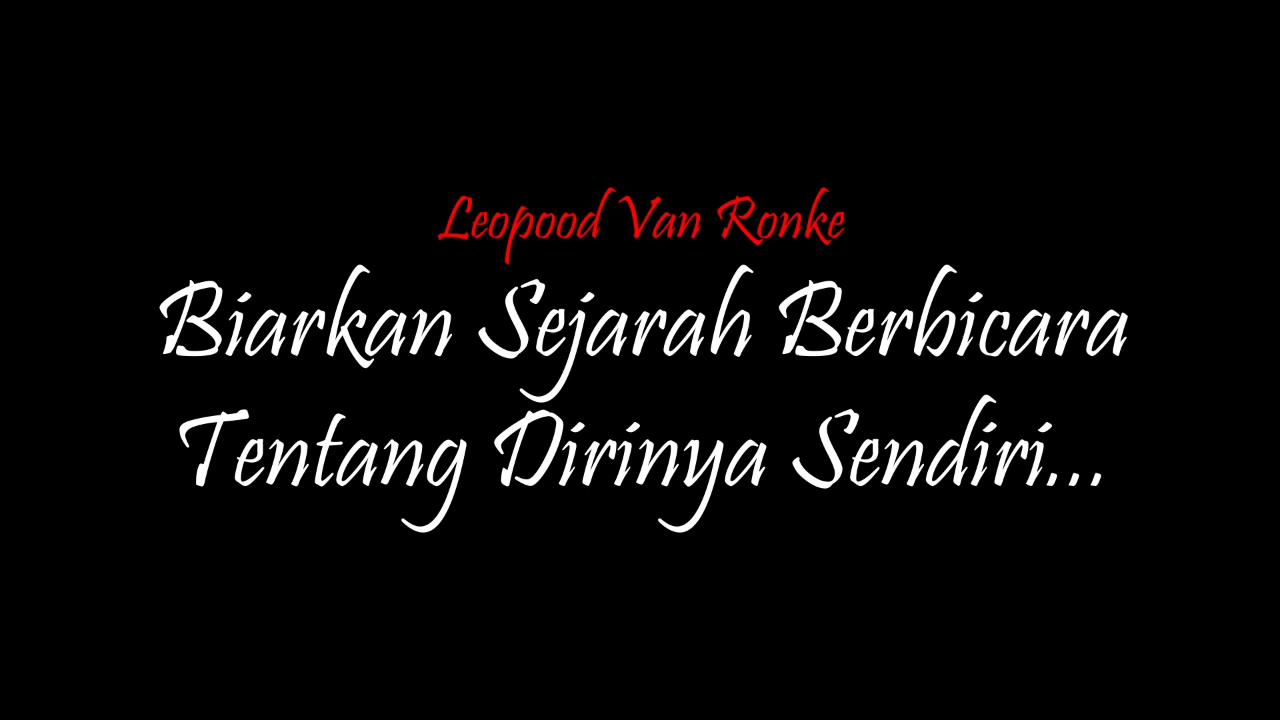 Leopood Van Ronke
Biarkan Sejarah Berbicara
Tentang Dirinya Sendiri...